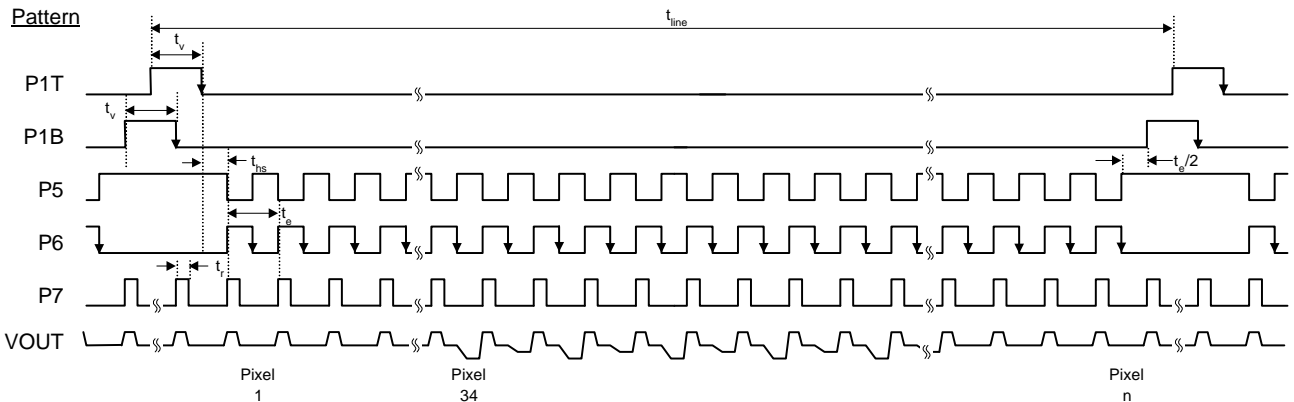 Pattern
t_line
t_v
P1T
t_v
P1B
t_hs
t_e/2
P5
t_e
P6
t_r
P7
VOUT
Pixel 1
Pixel 34
Pixel n